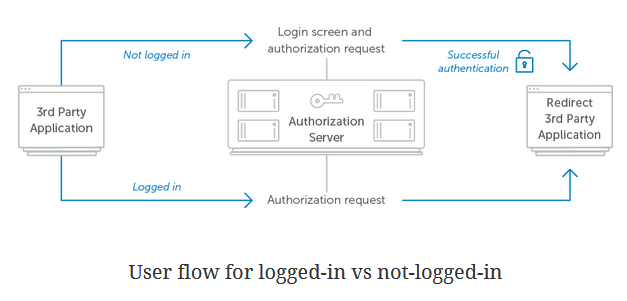 Login screen and
authorization request
Not logged in
Successful
authentication
3rd Party
Application
Authorization
Server
Redirect
3rd Party
Application
Logged in
Authorization request
User flow for logged-in vs not-logged-in